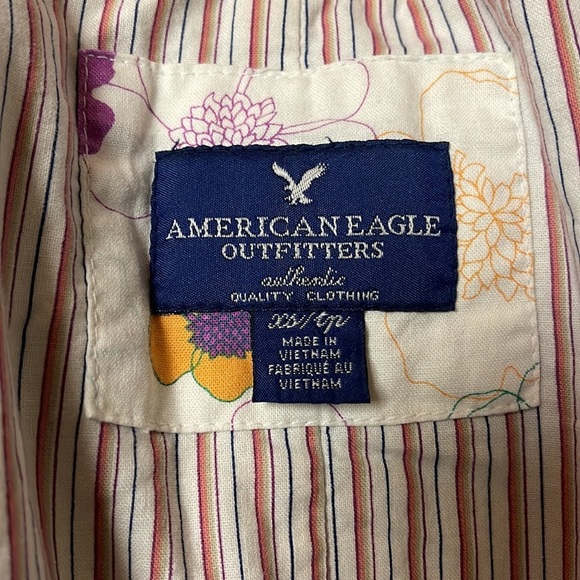 AMERICAN EAGLE
OUTFITTERS
authentic
QUALITY CLOTHING
xs/tp
MADE IN
VIETNAM
FABRIQUÉ AU
VIETNAM